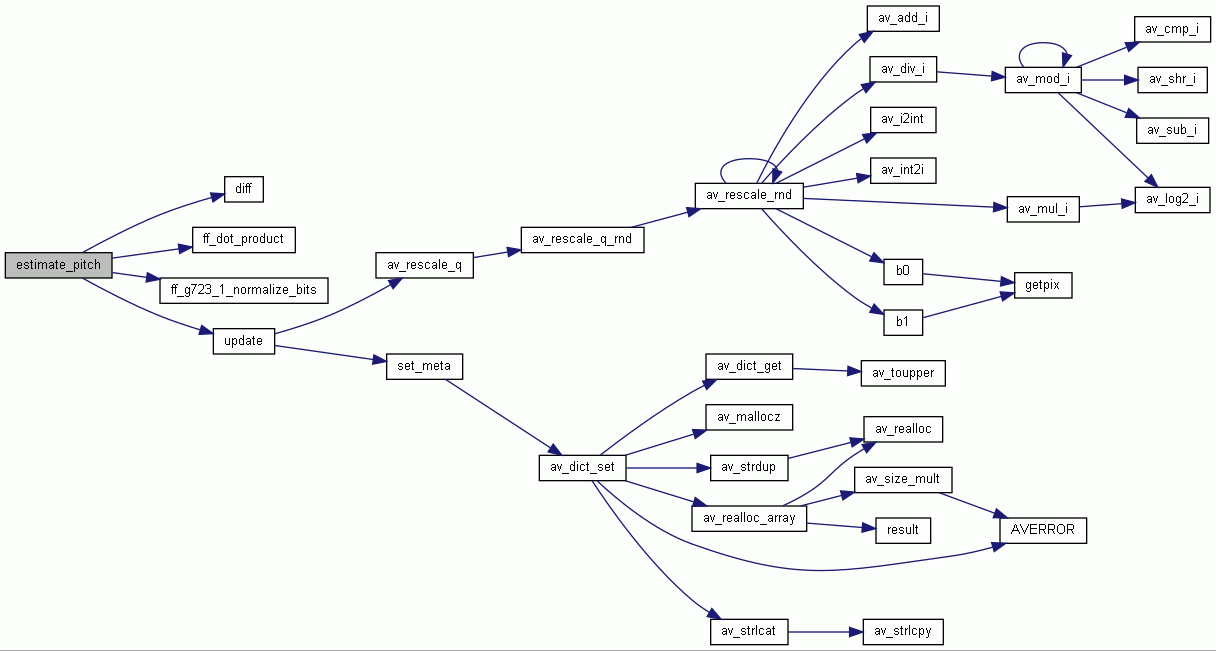 av_add_i
av_cmp_i
av_div_i
av_mod_i
av_shr_i
av_i2int
av_sub_i
av_int2i
diff
av_rescale_rnd
av_log2_i
av_mul_i
ff_dot_product
av_rescale_q_rnd
estimate_pitch
av_rescale_q
b0
getpix
ff_g723_1_normalize_bits
b1
update
set_meta
av_dict_get
av_toupper
av_mallocz
av_realloc
av_dict_set
av_strdup
av_size_mult
av_realloc_array
result
AVERROR
av_strlcat
av_strlcpy